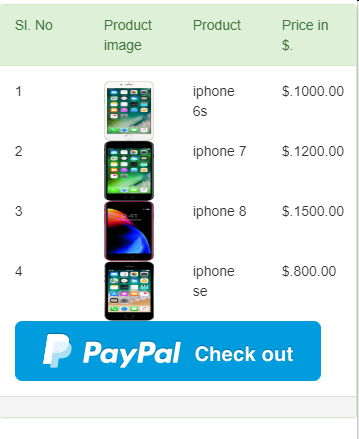 Sl. No Product image Product Price in $.
1 iphone 6s $.1000.00
2 iphone 7 $.1200.00
3 iphone 8 $.1500.00
4 iphone se $.800.00
PayPal Check out